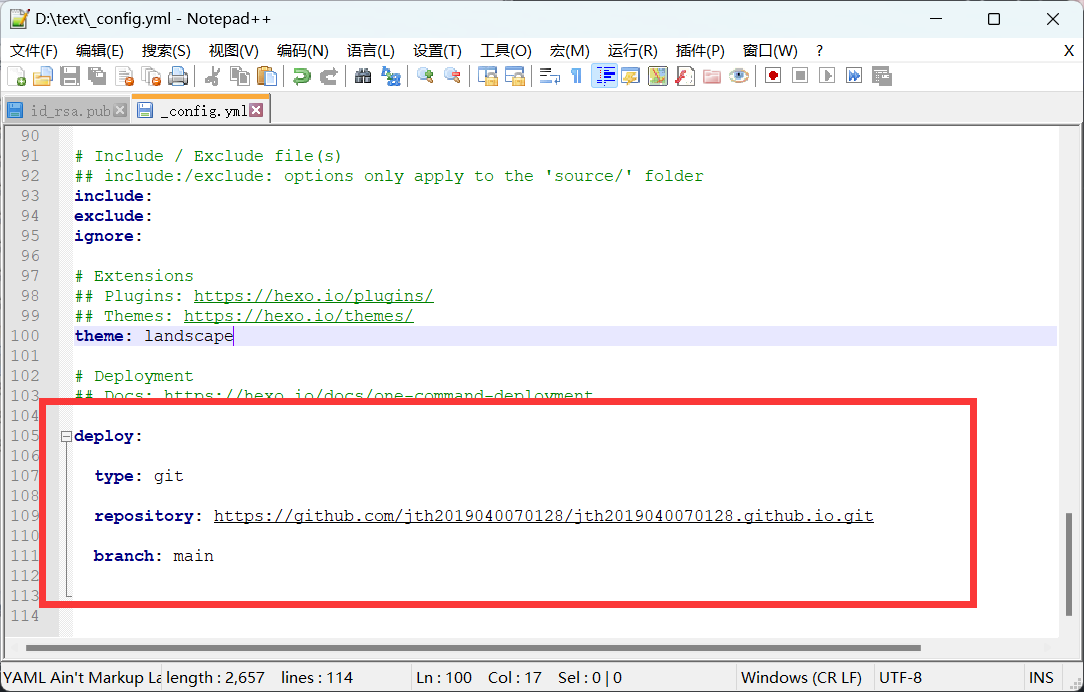 D:\text\_config.yml - Notepad++
文件(F) 编辑(E) 搜索(S) 视图(V) 编码(N) 语言(L) 设置(T) 工具(O) 宏(M) 运行(R) 插件(P) 窗口(W) ? X
id_rsa.pub _config.yml
90
91 # Include / Exclude file(s)
92 ## include:/exclude: options only apply to the 'source/' folder
93 include:
94 exclude:
95 ignore:
96
97 # Extensions
98 ## Plugins: https://hexo.io/plugins/
99 ## Themes: https://hexo.io/themes/
100 theme: landscape
101
102 # Deployment
103 ## Docs: https://hexo.io/docs/one-command-deployment
104
105 deploy:
106
107 type: git
108
109 repository: https://github.com/jth2019040070128/jth2019040070128.github.io.git
110
111 branch: main
112
113
114
YAML Ain't Markup La length : 2,657 lines : 114 Ln : 100 Col : 17 Sel : 0 | 0 Windows (CR LF) UTF-8 INS